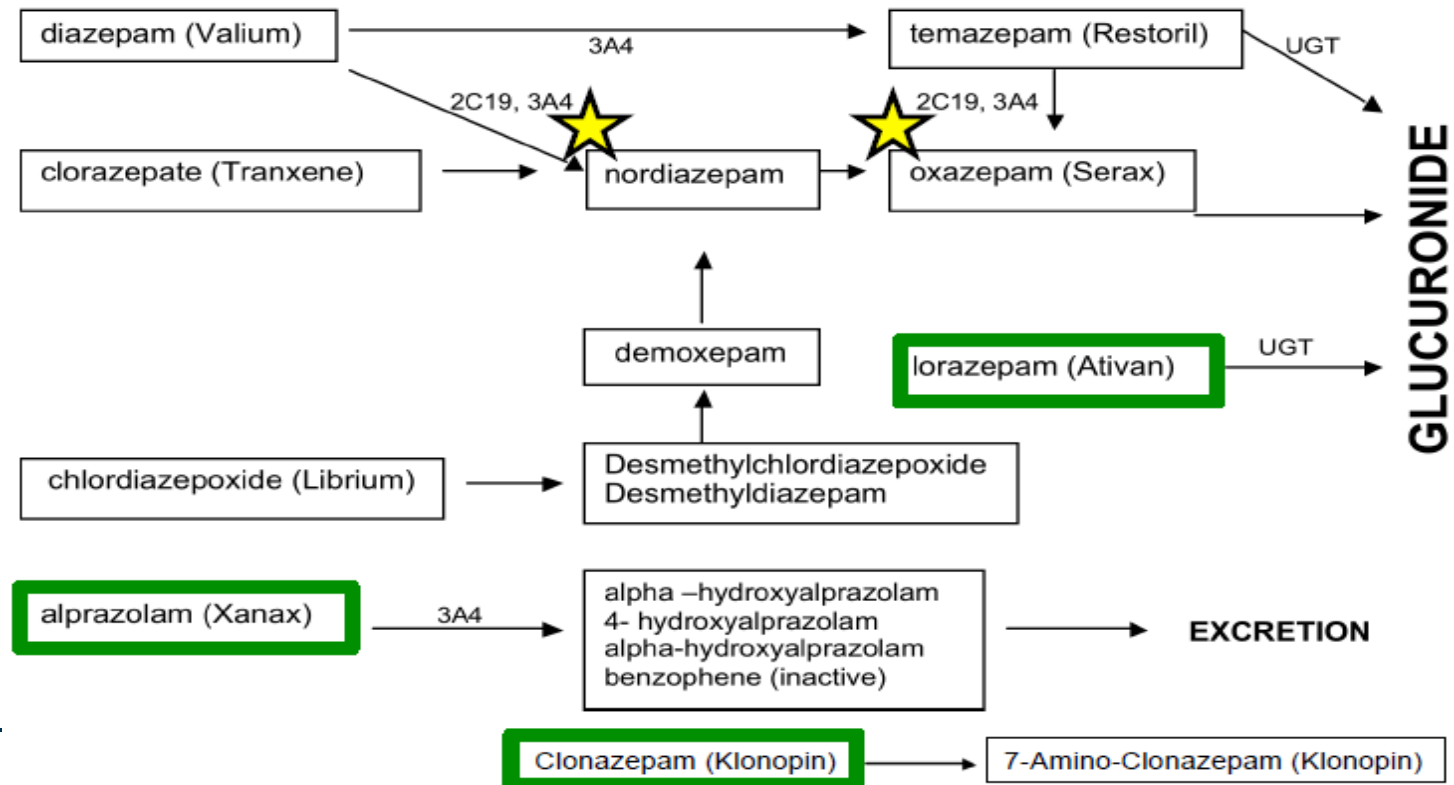 diazepam (Valium)
3A4
temazepam (Restoril)
UGT
2C19, 3A4
2C19, 3A4
clorazepate (Tranxene)
nordiazepam
oxazepam (Serax)
GLUCURONIDE
demoxepam
lorazepam (Ativan)
UGT
chlordiazepoxide (Librium)
Desmethylchlordiazepoxide
Desmethyldiazepam
alprazolam (Xanax)
3A4
alpha –hydroxyalprazolam
4- hydroxyalprazolam
alpha-hydroxyalprazolam
benzophene (inactive)
EXCRETION
Clonazepam (Klonopin)
7-Amino-Clonazepam (Klonopin)